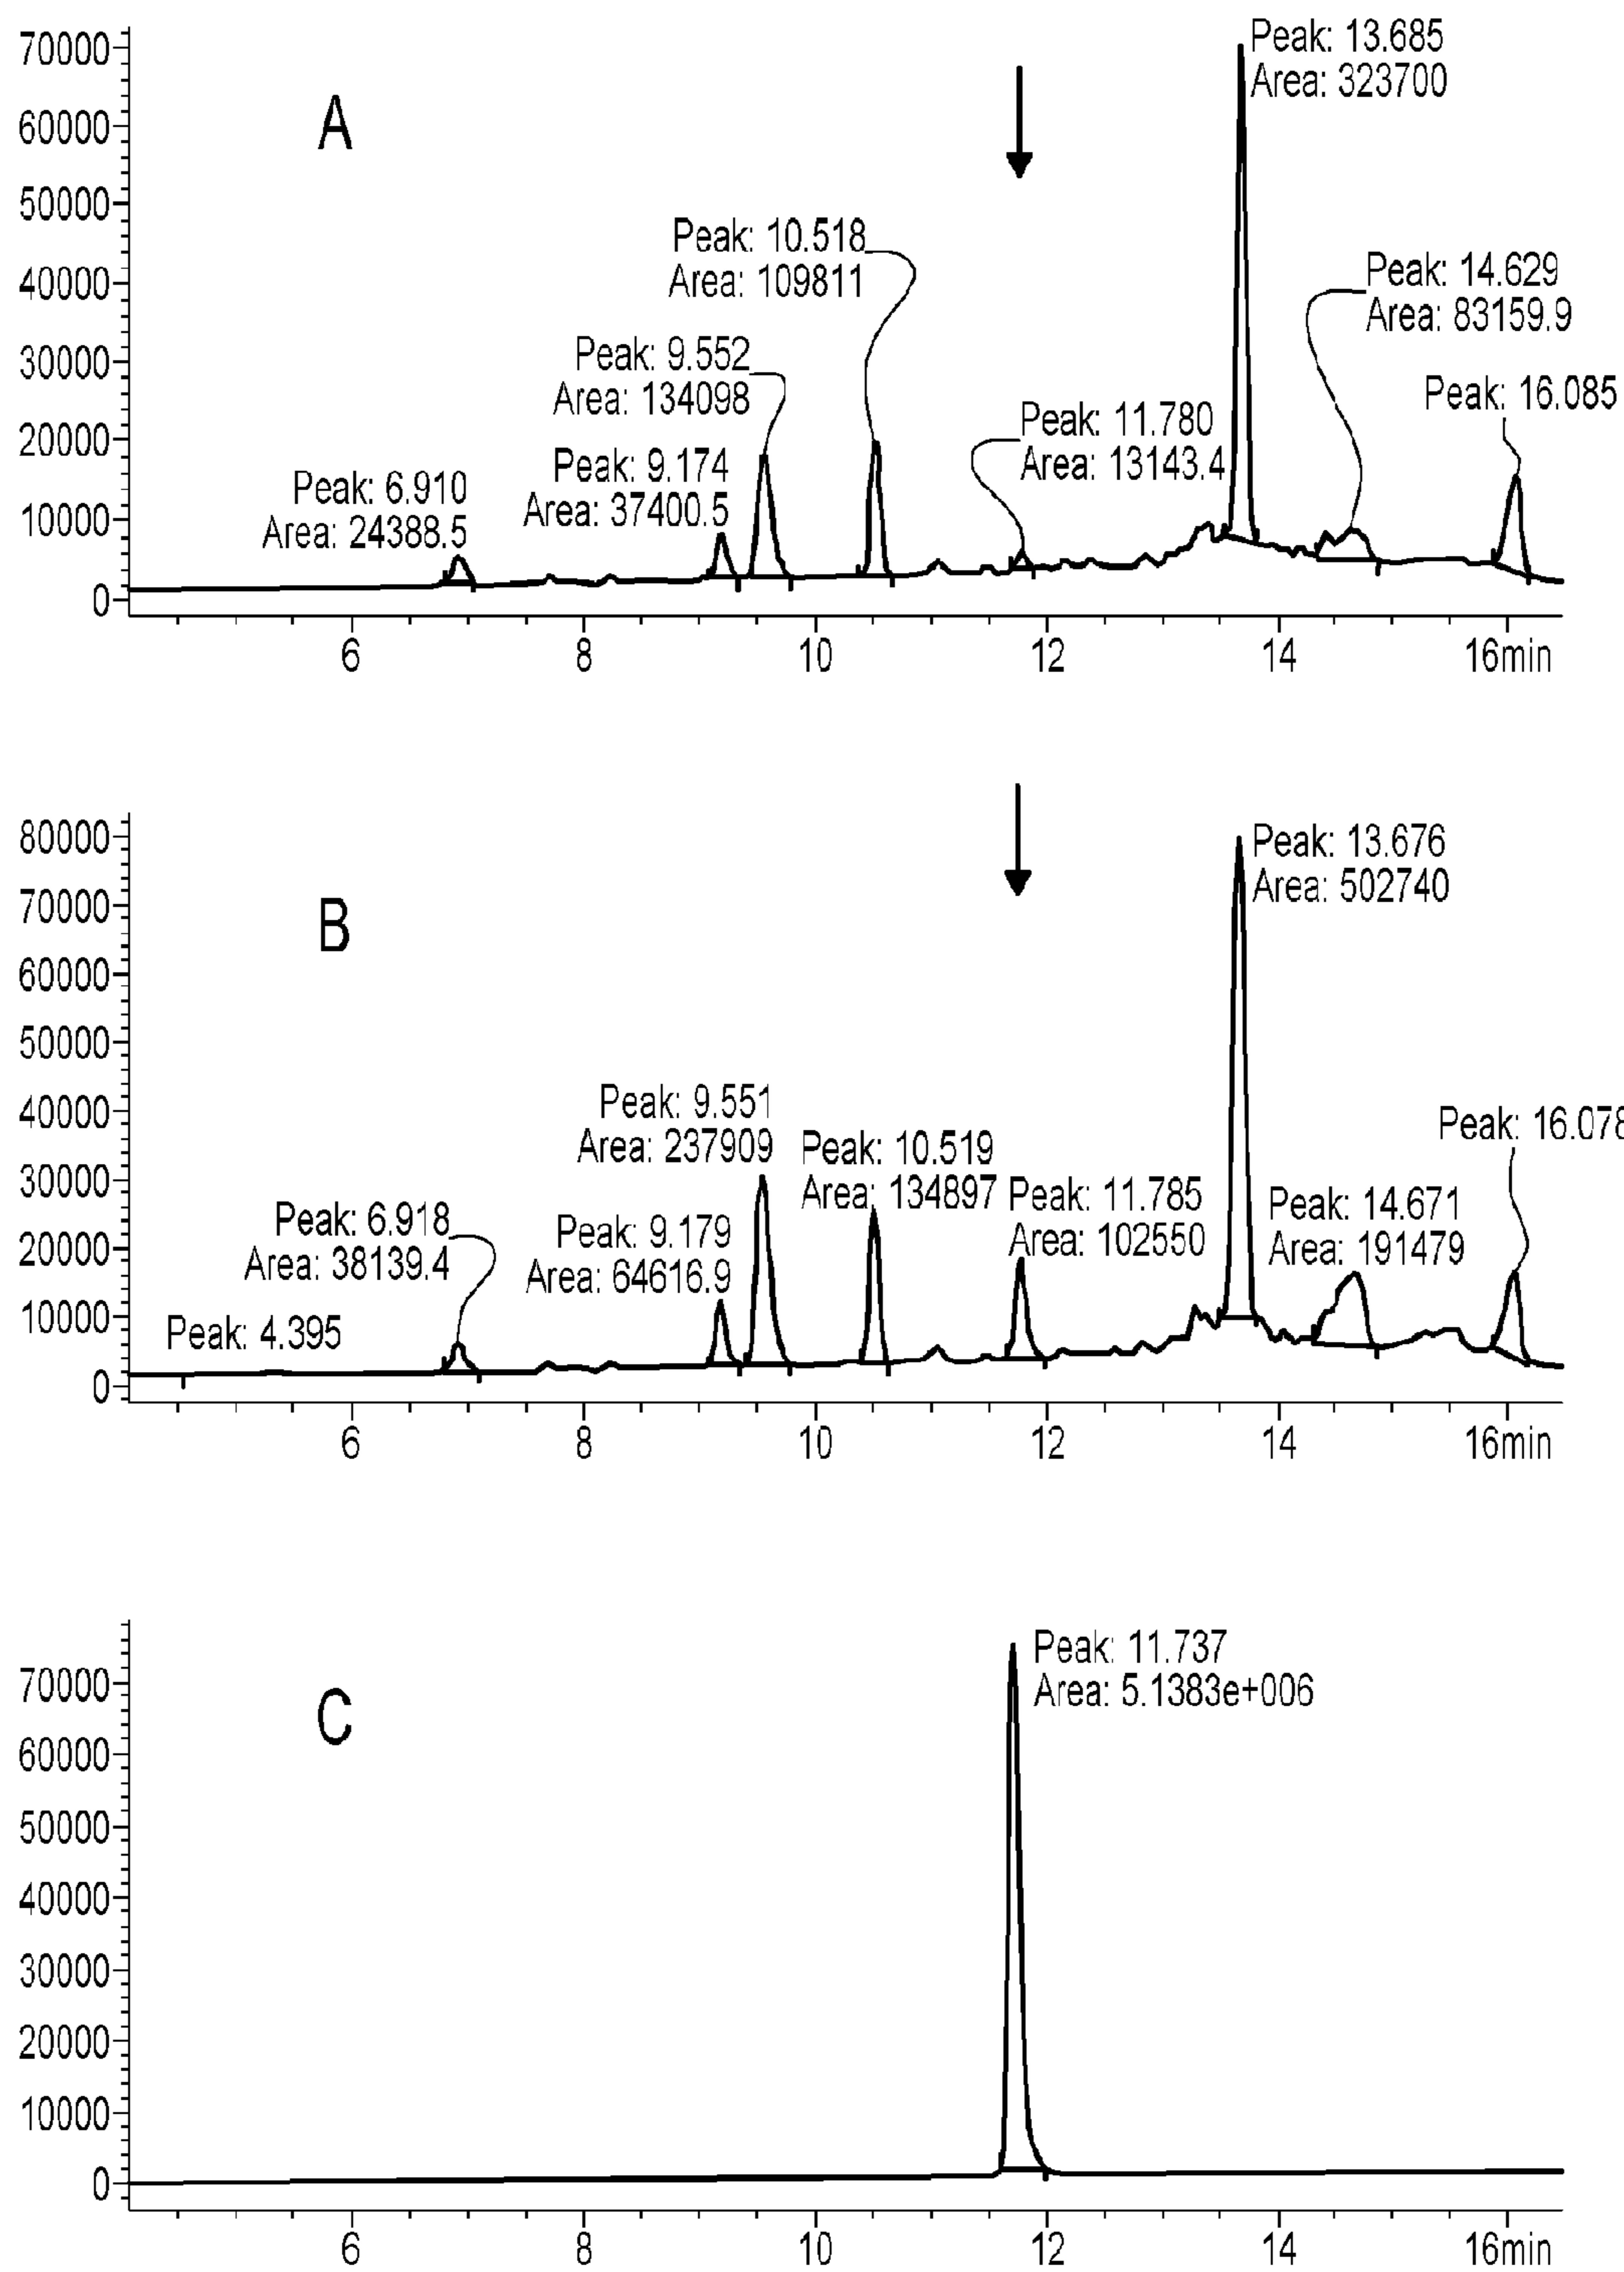 70000
60000
50000
40000
30000
20000
10000
0
A
Peak: 13.685
Area: 323700
Peak: 10.518
Area: 109811
Peak: 14.629
Area: 83159.9
Peak: 9.552
Area: 134098
Peak: 16.085
Peak: 11.780
Area: 13143.4
Peak: 9.174
Area: 37400.5
Peak: 6.910
Area: 24388.5
6 8 10 12 14 16min
80000
70000
60000
50000
40000
30000
20000
10000
0
B
Peak: 13.676
Area: 502740
Peak: 9.551
Area: 237909
Peak: 10.519
Area: 134897
Peak: 16.078
Peak: 11.785
Area: 102550
Peak: 14.671
Area: 191479
Peak: 6.918
Area: 38139.4
Peak: 9.179
Area: 64616.9
Peak: 4.395
6 8 10 12 14 16min
70000
60000
50000
40000
30000
20000
10000
0
C
Peak: 11.737
Area: 5.1383e+006
6 8 10 12 14 16min